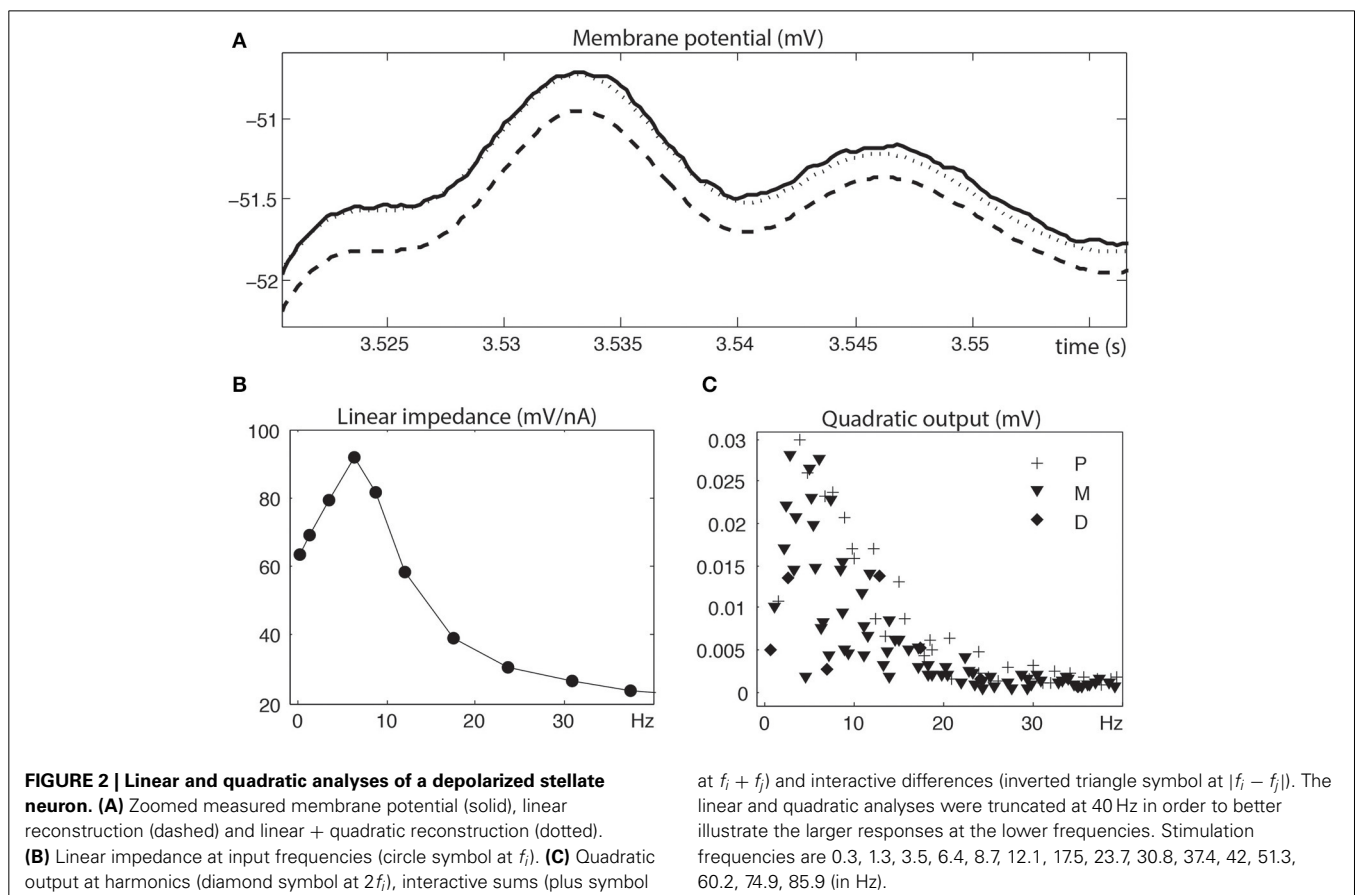 A
Membrane potential (mV)
−51
−51.5
−52
3.525 3.53 3.535 3.54 3.545 3.55 time (s)
B
Linear impedance (mV/nA)
100
80
60
40
20
0 10 20 30 Hz
C
Quadratic output (mV)
0.03
0.025
0.02
0.015
0.01
0.005
0
P
M
D
0 10 20 30 Hz
FIGURE 2 | Linear and quadratic analyses of a depolarized stellate
neuron. (A) Zoomed measured membrane potential (solid), linear
reconstruction (dashed) and linear + quadratic reconstruction (dotted).
(B) Linear impedance at input frequencies (circle symbol at fi). (C) Quadratic
output at harmonics (diamond symbol at 2fi), interactive sums (plus symbol
at fi + fj) and interactive differences (inverted triangle symbol at |fi − fj|). The
linear and quadratic analyses were truncated at 40 Hz in order to better
illustrate the larger responses at the lower frequencies. Stimulation
frequencies are 0.3, 1.3, 3.5, 6.4, 8.7, 12.1, 17.5, 23.7, 30.8, 37.4, 42, 51.3,
60.2, 74.9, 85.9 (in Hz).